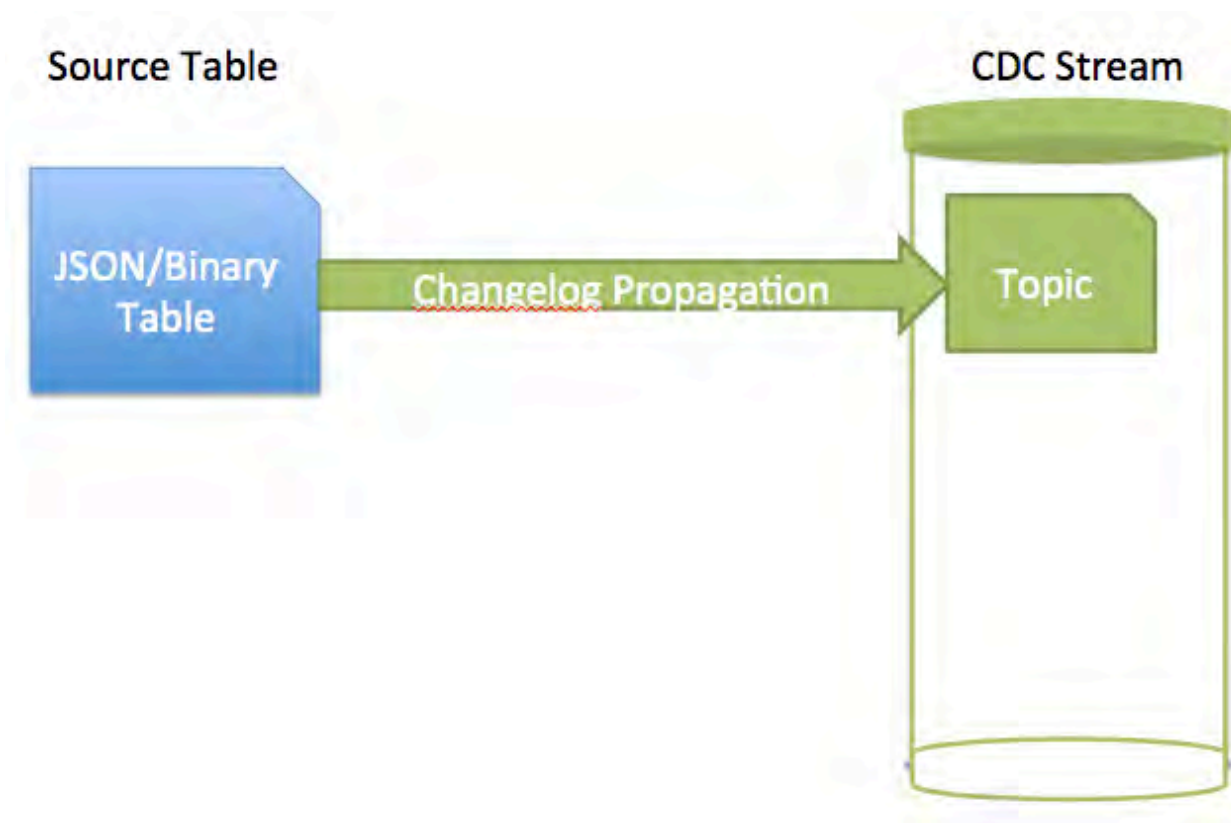 Source Table
CDC Stream
JSON/Binary
Table
Changelog Propagation
Topic